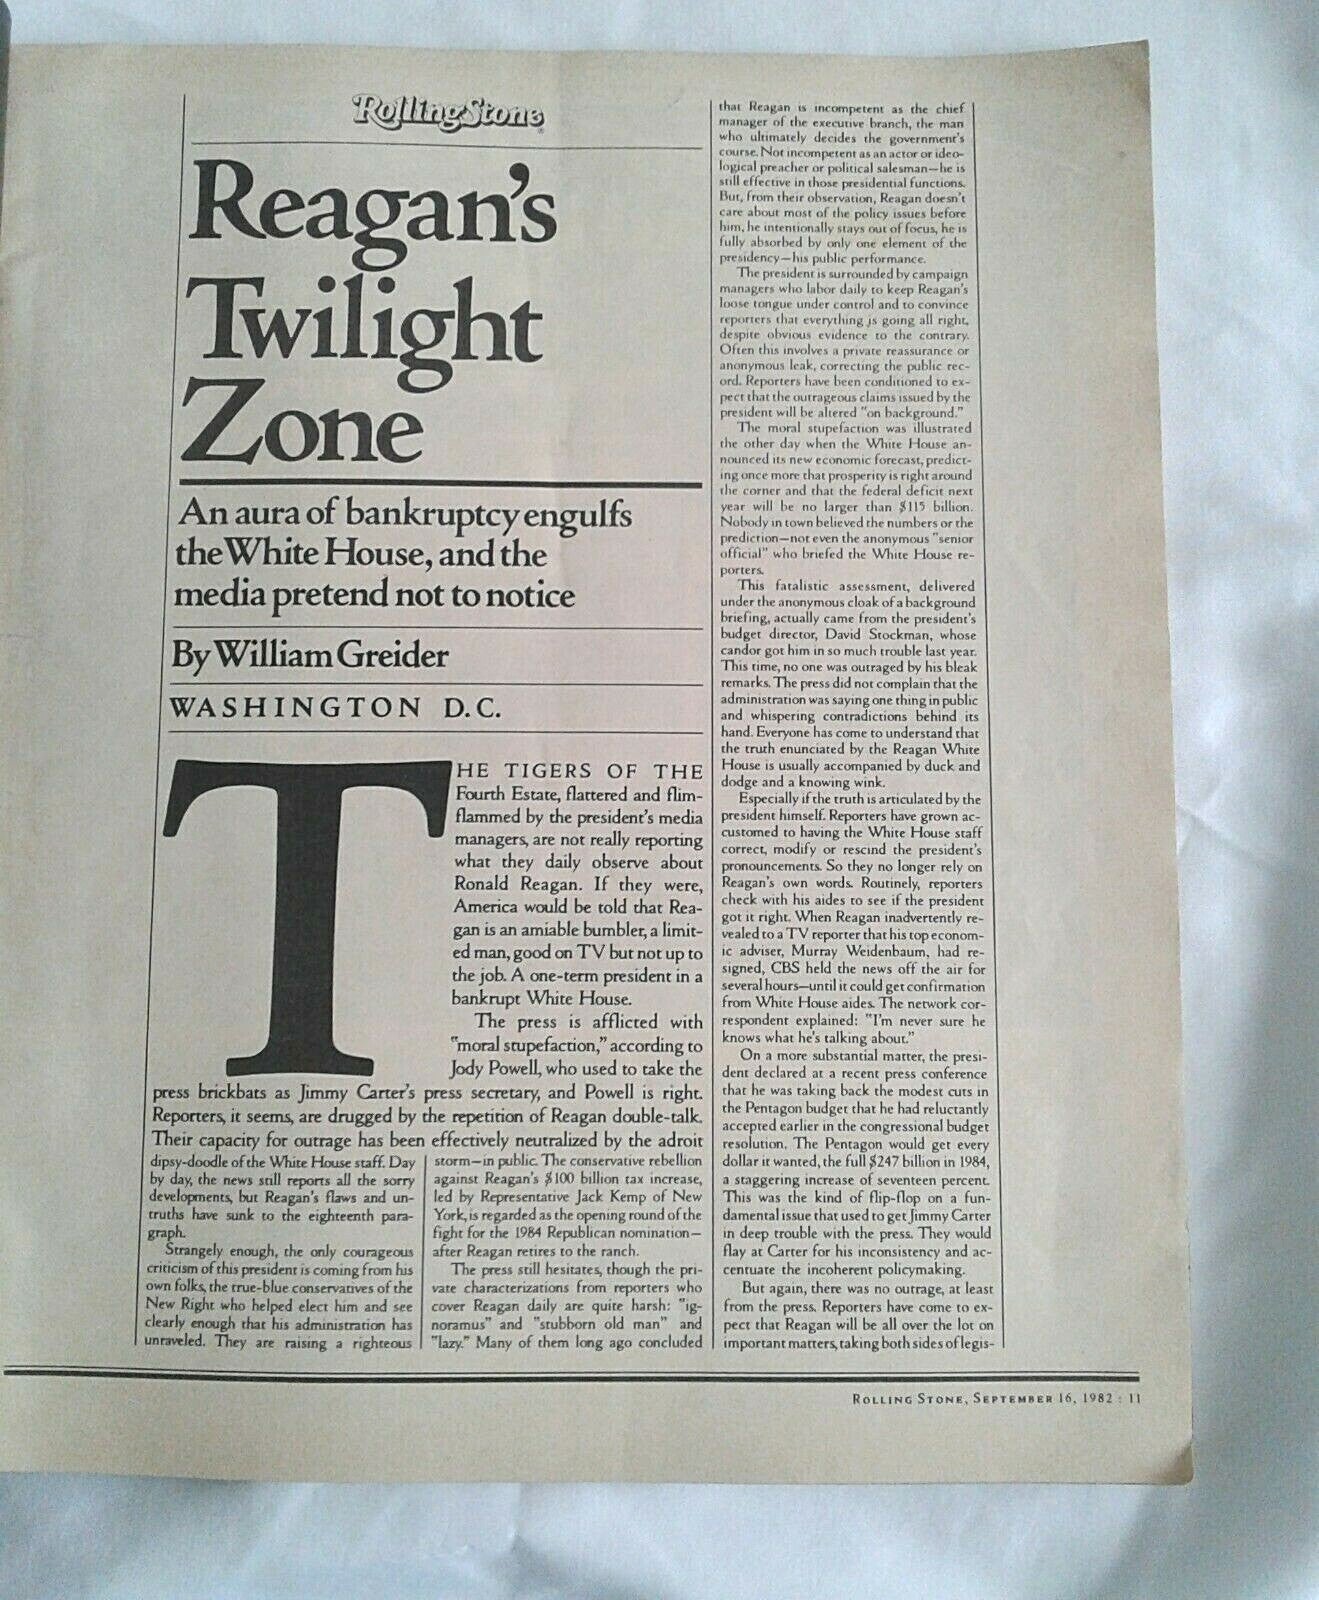 RollingStone
Reagan's
Twilight
Zone
An aura of bankruptcy engulfs
the White House, and the
media pretend not to notice
By William Greider
WASHINGTON D.C.
THE TIGERS OF THE
Fourth Estate, flattered and flim-
flammed by the president's media
managers, are not really reporting
what they daily observe about
Ronald Reagan. If they were,
America would be told that Rea-
gan is an amiable bumbler, a limit-
ed man, good on TV but not up to
the job. A one-term president in a
bankrupt White House.
The press is afflicted with
"moral stupefaction," according to
Jody Powell, who used to take the
press brickbats as Jimmy Carter's press secretary, and Powell is right.
Reporters, it seems, are drugged by the repetition of Reagan double-talk.
Their capacity for outrage has been effectively neutralized by the adroit
dipsy-doodle of the White House staff. Day
by day, the news still reports all the sorry
developments, but Reagan's flaws and un-
truths have sunk to the eighteenth para-
graph.
Strangely enough, the only courageous
criticism of this president is coming from his
own folks, the true-blue conservatives of the
New Right who helped elect him and see
clearly enough that his administration has
unraveled. They are raising a righteous
storm—in public. The conservative rebellion
against Reagan's $100 billion tax increase,
led by Representative Jack Kemp of New
York, is regarded as the opening round of the
fight for the 1984 Republican nomination—
after Reagan retires to the ranch.
The press still hesitates, though the pri-
vate characterizations from reporters who
cover Reagan daily are quite harsh: "ig-
noramus" and "stubborn old man" and
"lazy." Many of them long ago concluded
that Reagan is incompetent as the chief
manager of the executive branch, the man
who ultimately decides the government's
course. Not incompetent as an actor or ideo-
logical preacher or political salesman—he is
still effective in those presidential functions.
But, from their observation, Reagan doesn't
care about most of the policy issues before
him, he intentionally stays out of focus, he is
fully absorbed by only one element of the
presidency—his public performance.
The president is surrounded by campaign
managers who labor daily to keep Reagan's
loose tongue under control and to convince
reporters that everything is going all right,
despite obvious evidence to the contrary.
Often this involves a private reassurance or
anonymous leak, correcting the public rec-
ord. Reporters have been conditioned to ex-
pect that the outrageous claims issued by the
president will be altered "on background."
The moral stupefaction was illustrated
the other day when the White House an-
nounced its new economic forecast, predict-
ing once more that prosperity is right around
the corner and that the federal deficit next
year will be no larger than $115 billion.
Nobody in town believed the numbers or the
prediction—not even the anonymous "senior
official" who briefed the White House re-
porters.
This fatalistic assessment, delivered
under the anonymous cloak of a background
briefing, actually came from the president's
budget director, David Stockman, whose
candor got him in so much trouble last year.
This time, no one was outraged by his bleak
remarks. The press did not complain that the
administration was saying one thing in public
and whispering contradictions behind its
hand. Everyone has come to understand that
the truth enunciated by the Reagan White
House is usually accompanied by duck and
dodge and a knowing wink.
Especially if the truth is articulated by the
president himself. Reporters have grown ac-
customed to having the White House staff
correct, modify or rescind the president's
pronouncements. So they no longer rely on
Reagan's own words. Routinely, reporters
check with his aides to see if the president
got it right. When Reagan inadvertently re-
vealed to a TV reporter that his top econom-
ic adviser, Murray Weidenbaum, had re-
signed, CBS held the news off the air for
several hours—until it could get confirmation
from White House aides. The network cor-
respondent explained: "I'm never sure he
knows what he's talking about."
On a more substantial matter, the presi-
dent declared at a recent press conference
that he was taking back the modest cuts in
the Pentagon budget that he had reluctantly
accepted earlier in the congressional budget
resolution. The Pentagon would get every
dollar it wanted, the full $247 billion in 1984,
a staggering increase of seventeen percent.
This was the kind of flip-flop on a fun-
damental issue that used to get Jimmy Carter
in deep trouble with the press. They would
flay at Carter for his inconsistency and ac-
centuate the incoherent policymaking.
But again, there was no outrage, at least
from the press. Reporters have come to ex-
pect that Reagan will be all over the lot on
important matters, taking both sides of legis-
ROLLING STONE, SEPTEMBER 16, 1982 : 11